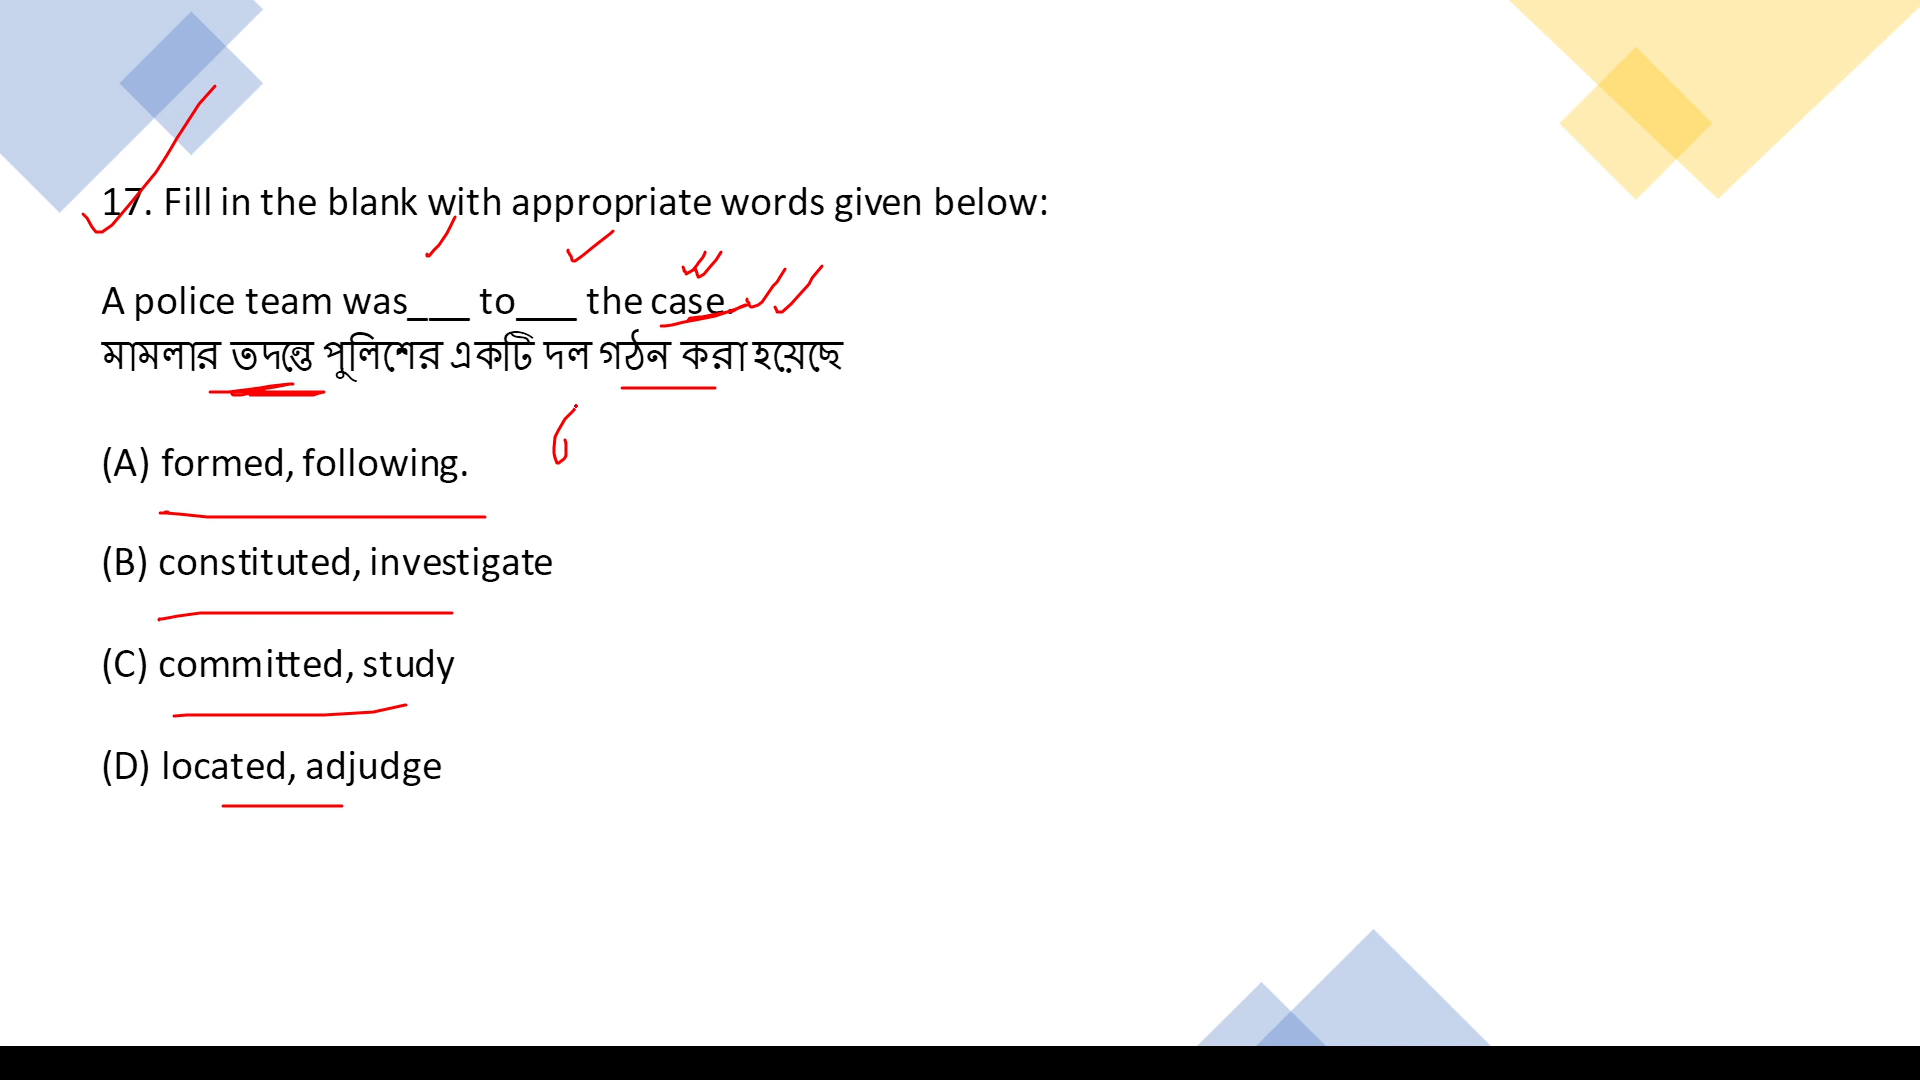 17. Fill in the blank with appropriate words given below:
A police team was___ to___ the case.
মামলার তদন্তে পুলিশের একটি দল গঠন করা হয়েছে
(A) formed, following.
(B) constituted, investigate
(C) committed, study
(D) located, adjudge